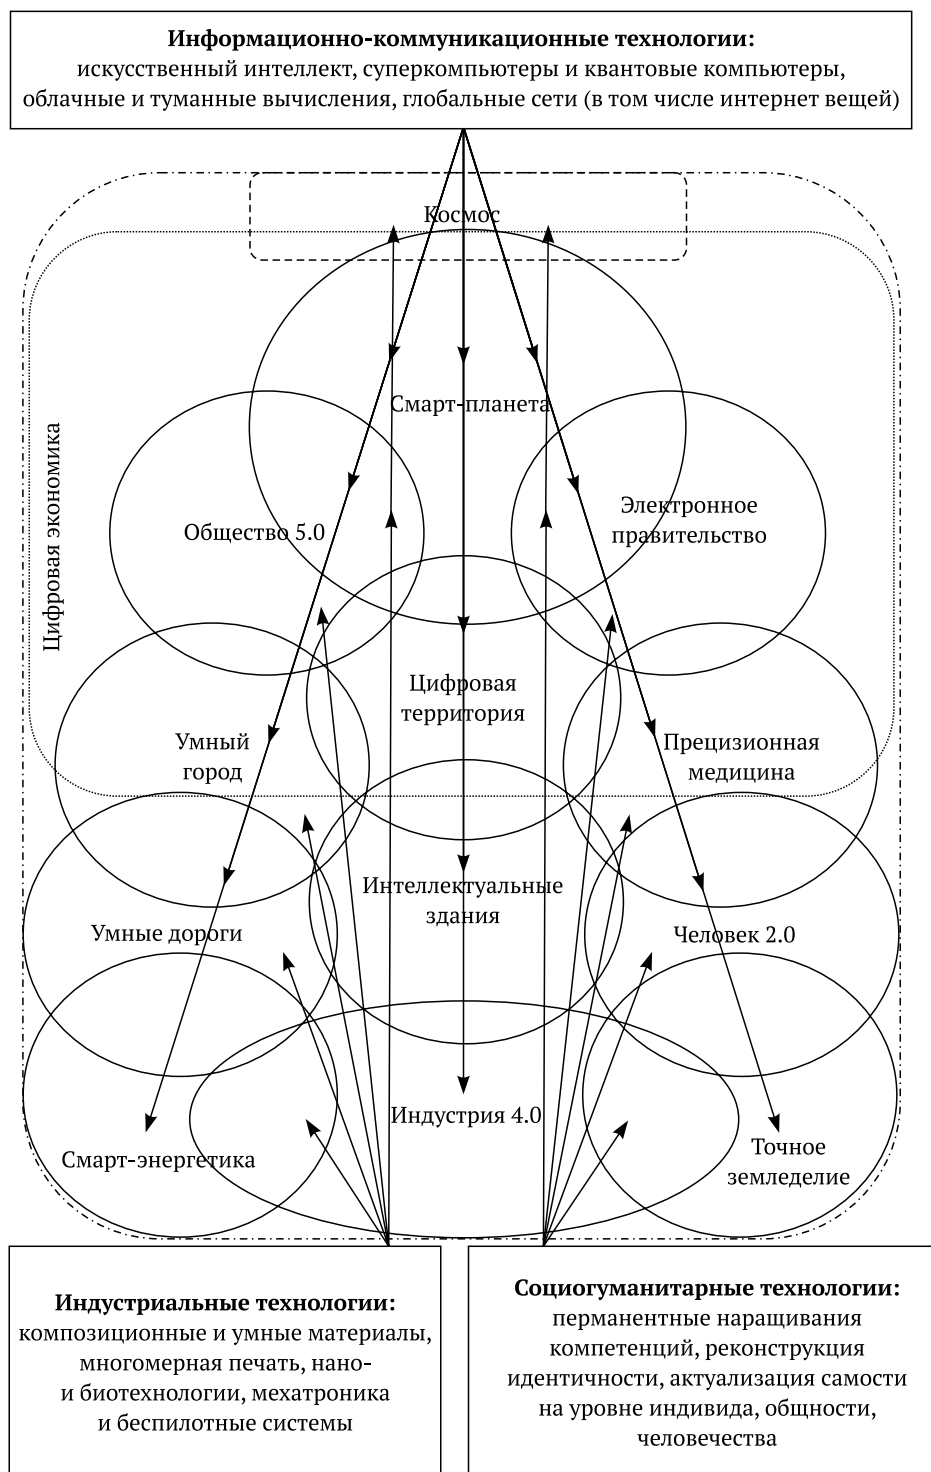 Информационно-коммуникационные технологии:
искусственный интеллект, суперкомпьютеры и квантовые компьютеры,
облачные и туманные вычисления, глобальные сети (в том числе интернет вещей)
Космос
Смарт-планета
Цифровая экономика
Общество 5.0
Электронное
правительство
Цифровая
территория
Умный
город
Прецизионная
медицина
Интеллектуальные
здания
Умные дороги
Человек 2.0
Индустрия 4.0
Смарт-энергетика
Точное
земледелие
Индустриальные технологии:
композиционные и умные материалы,
многомерная печать, нано-
и биотехнологии, мехатроника
и беспилотные системы
Социогуманитарные технологии:
перманентные наращивания
компетенций, реконструкция
идентичности, актуализация самости
на уровне индивида, общности,
человечества